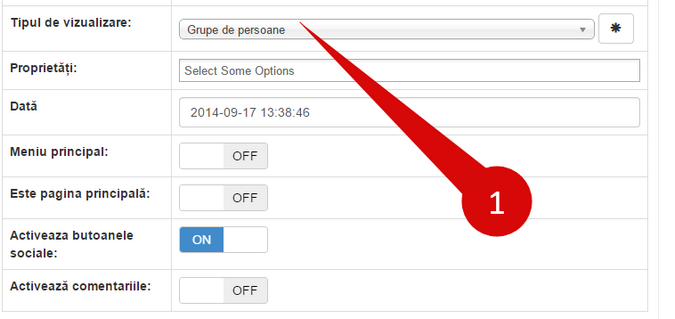 Tipul de vizualizare:
Grupe de persoane
Proprietăți:
Select Some Options
Dată
2014-09-17 13:38:46
Meniu principal:
OFF
Este pagina principală:
OFF
Activeaza butoanele
sociale:
ON
Activează comentariile:
OFF
1